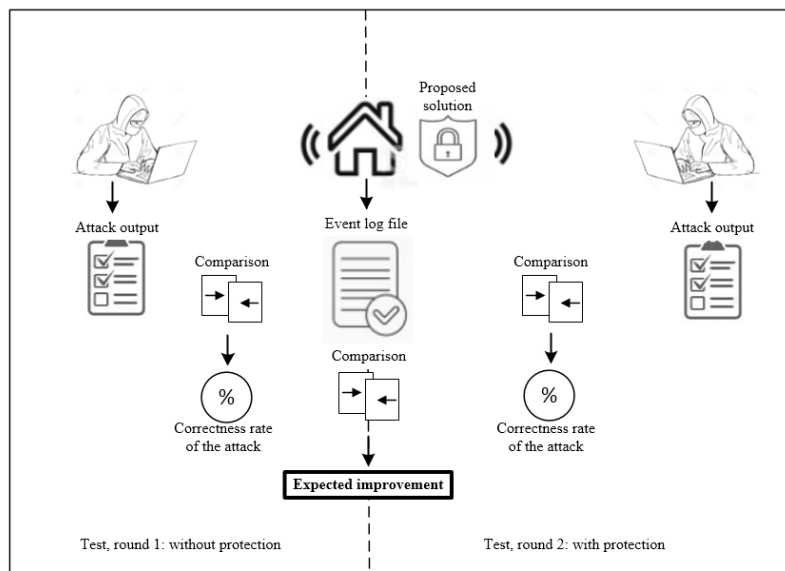 Proposed
solution
Attack output
Event log file
Attack output
Comparison
Comparison
Comparison
%
%
Correctness rate
of the attack
Correctness rate
of the attack
Expected improvement
Test, round 1: without protection
Test, round 2: with protection